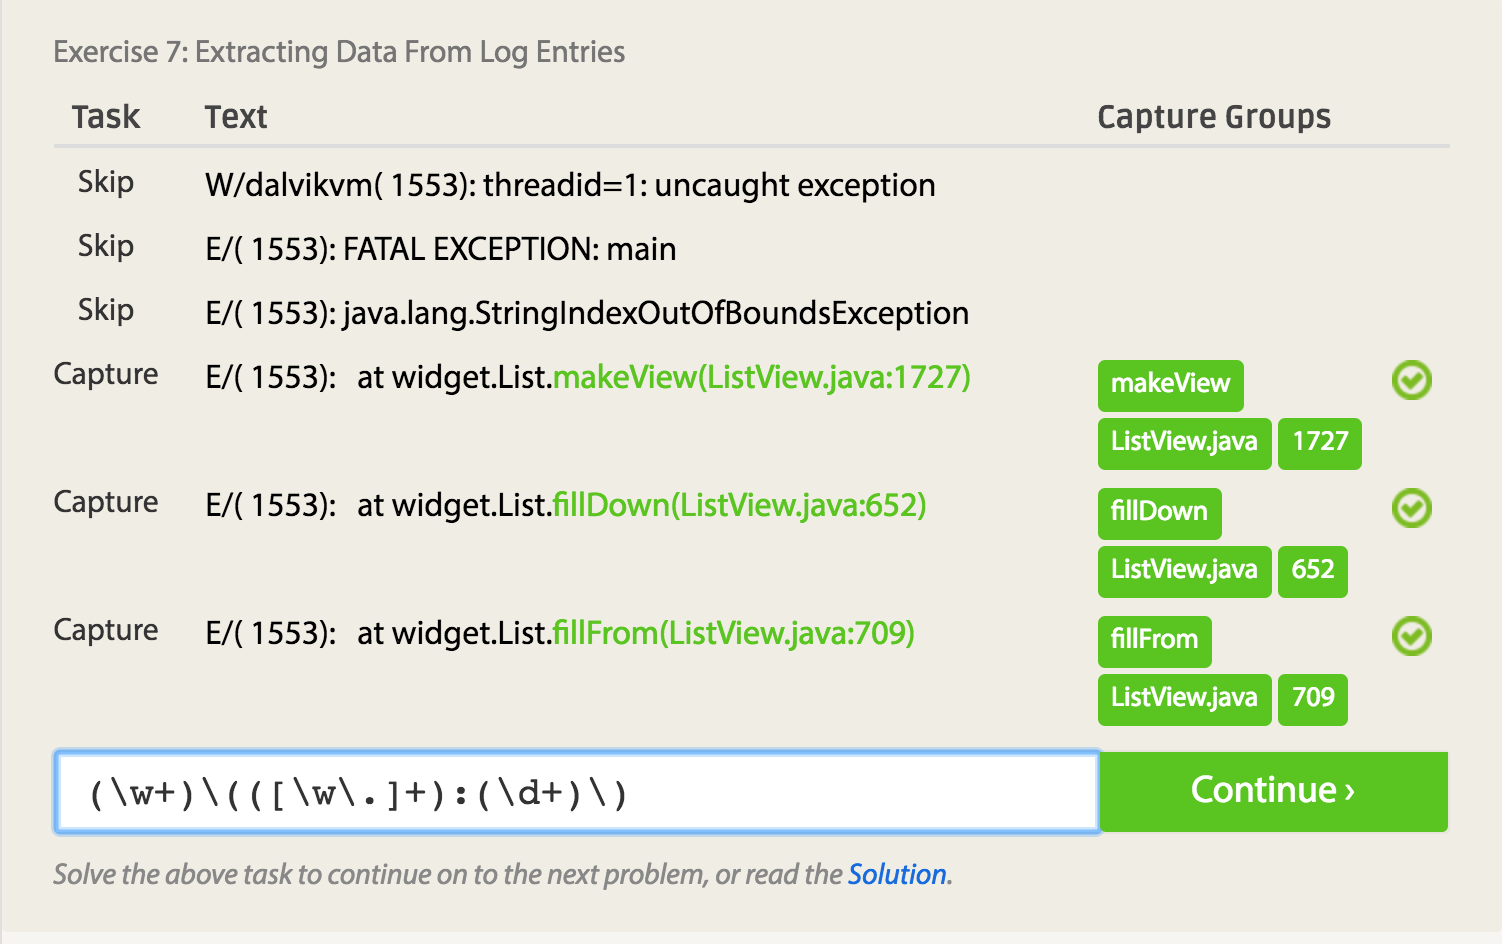 Exercise 7: Extracting Data From Log Entries
Task Text Capture Groups
Skip W/dalvikvm( 1553): threadid=1: uncaught exception
Skip E/( 1553): FATAL EXCEPTION: main
Skip E/( 1553): java.lang.StringIndexOutOfBoundsException
Capture E/( 1553):   at widget.List.makeView(ListView.java:1727) makeView
ListView.java 1727
Capture E/( 1553):   at widget.List.fillDown(ListView.java:652) fillDown
ListView.java 652
Capture E/( 1553):   at widget.List.fillFrom(ListView.java:709) fillFrom
ListView.java 709
(\w+)\(([\w\.]+):(\d+)\) Continue ›
Solve the above task to continue on to the next problem, or read the Solution.